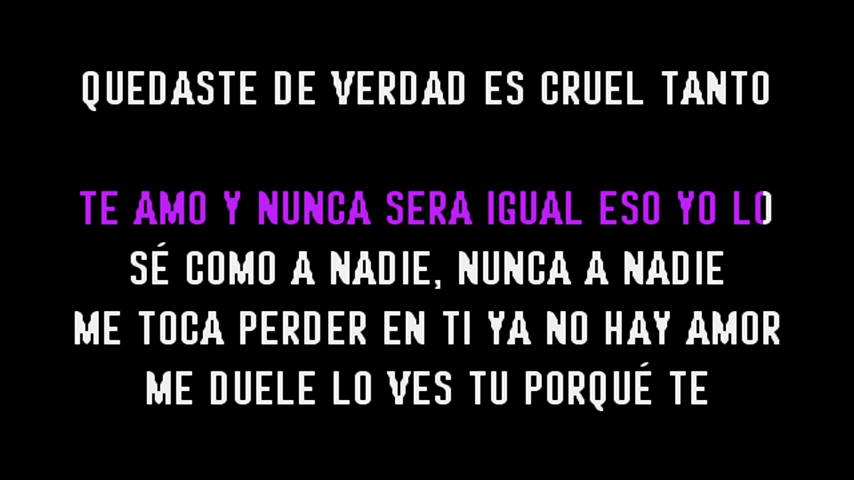 QUEDASTE DE VERDAD ES CRUEL TANTO
TE AMO Y NUNCA SERA IGUAL ESO YO LO
SÉ COMO A NADIE, NUNCA A NADIE
ME TOCA PERDER EN TI YA NO HAY AMOR
ME DUELE LO VES TU PORQUÉ TE